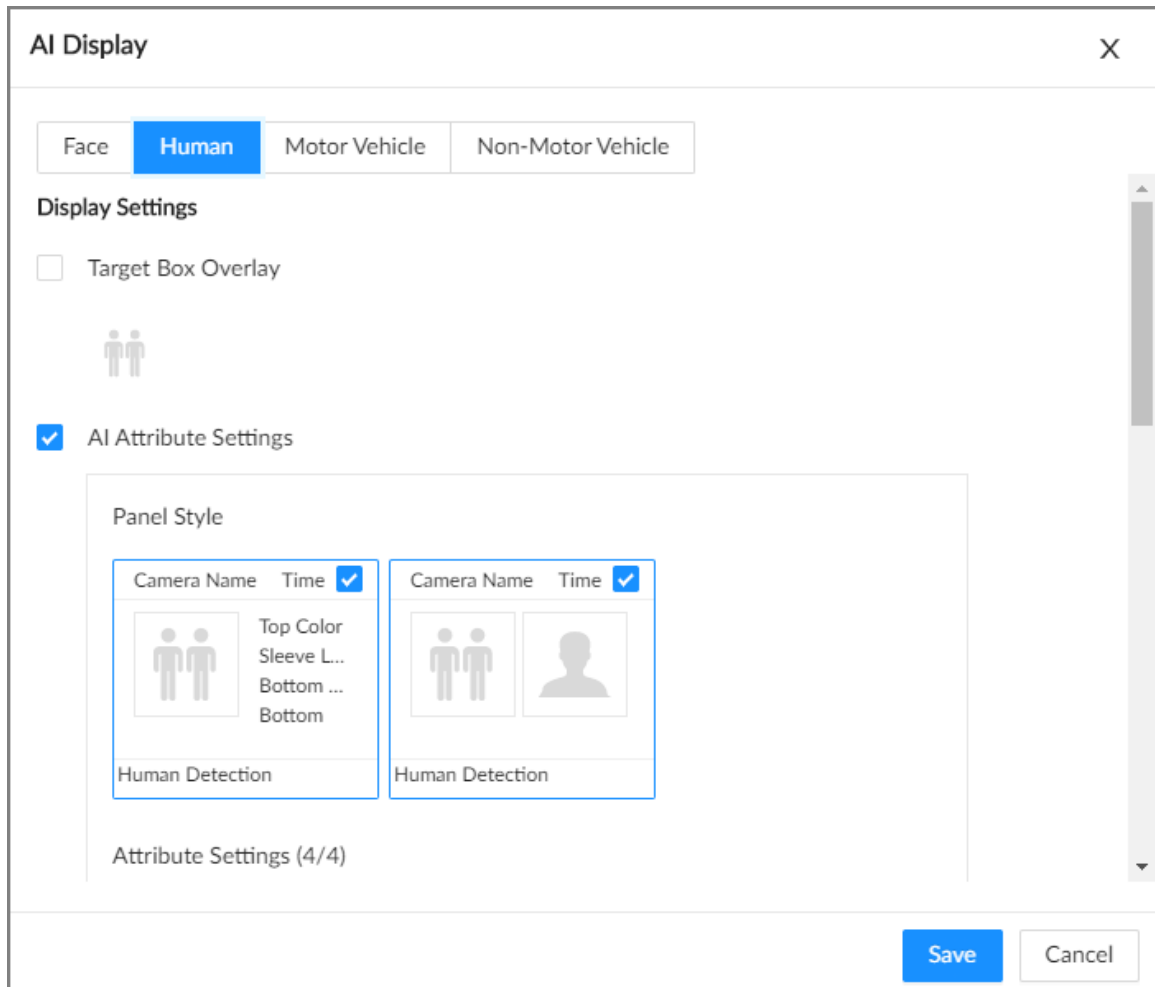 AI Display X
Face Human Motor Vehicle Non-Motor Vehicle
Display Settings
Target Box Overlay
AI Attribute Settings
Panel Style
Camera Name Time Camera Name Time
Top Color
Sleeve L...
Bottom ...
Bottom
Human Detection Human Detection
Attribute Settings (4/4)
Save Cancel